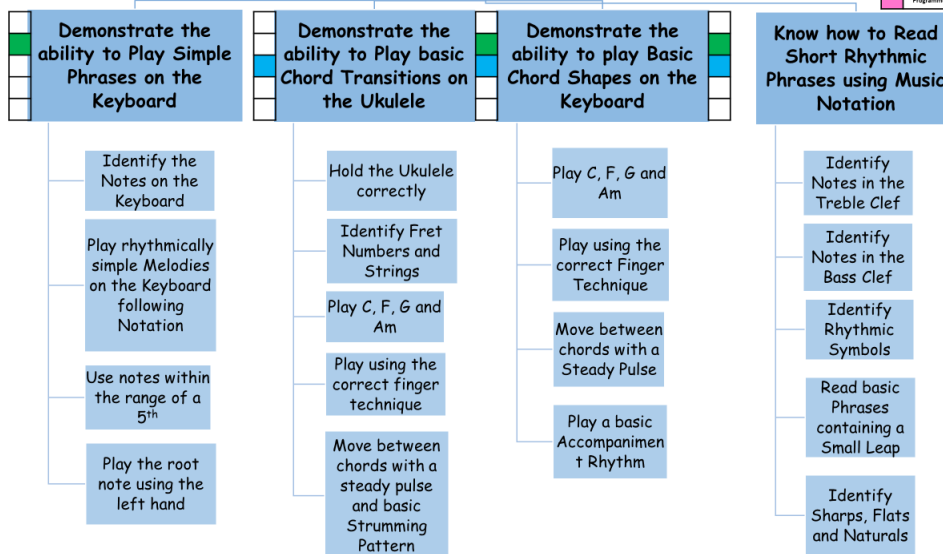 Programm
Demonstrate the
ability to Play Simple
Phrases on the
Keyboard
Identify the
Notes on the
Keyboard
Play rhythmically
simple Melodies
on the Keyboard
following
Notation
Use notes within
the range of a
5th
Play the root
note using the
left hand
Demonstrate the
ability to Play basic
Chord Transitions on
the Ukulele
Hold the Ukulele
correctly
Identify Fret
Numbers and
Strings
Play C, F, G and
Am
Play using the
correct finger
technique
Move between
chords with a
steady pulse
and basic
Strumming
Pattern
Demonstrate the
ability to play Basic
Chord Shapes on the
Keyboard
Play C, F, G and
Am
Play using the
correct Finger
Technique
Move between
chords with a
Steady Pulse
Play a basic
Accompanimen
t Rhythm
Know how to Read
Short Rhythmic
Phrases using Music
Notation
Identify
Notes in the
Treble Clef
Identify
Notes in the
Bass Clef
Identify
Rhythmic
Symbols
Read basic
Phrases
containing a
Small Leap
Identify
Sharps, Flats
and Naturals